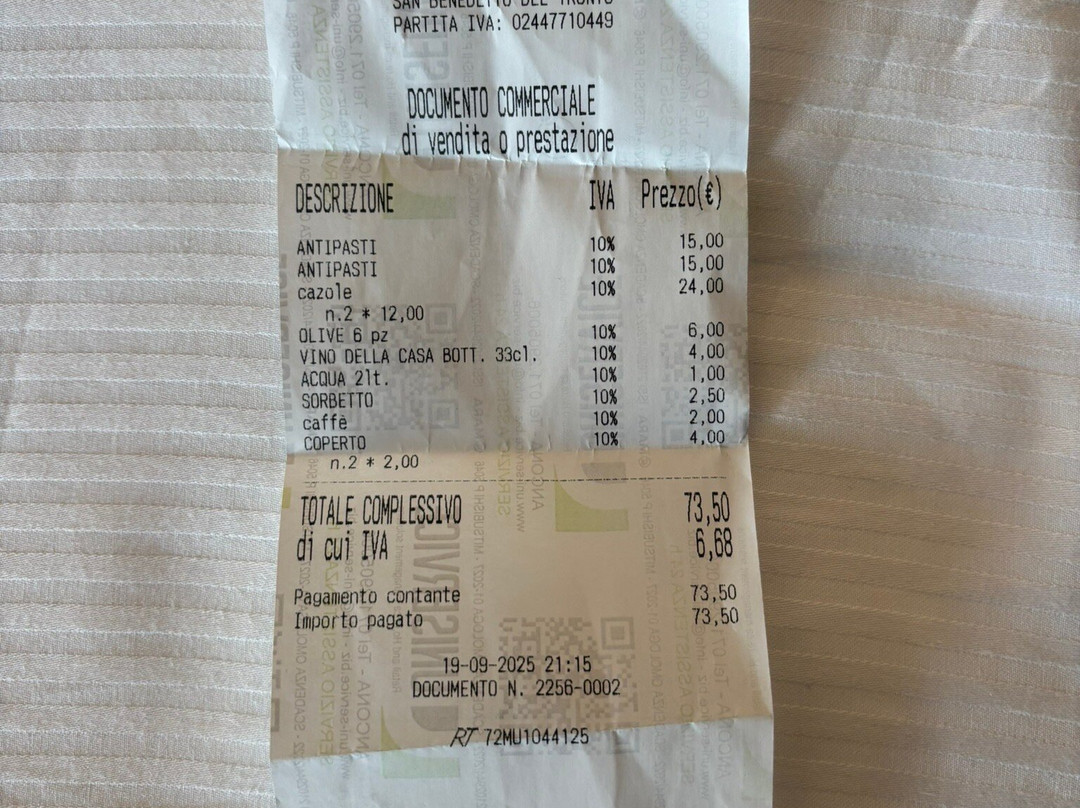 SAN BENEDETTO DEL TRONTO
PARTITA IVA: 02447710449
DOCUMENTO COMMERCIALE
di vendita o prestazione
DESCRIZIONE IVA Prezzo(€)
ANTIPASTI 10% 15,00
ANTIPASTI 10% 15,00
cazole 10% 24,00
n.2 * 12,00
OLIVE 6 pz 10% 6,00
VINO DELLA CASA BOTT. 33cl. 10% 4,00
ACQUA 2lt. 10% 1,00
SORBETTO 10% 2,50
caffè 10% 2,00
COPERTO 10% 4,00
n.2 * 2,00
TOTALE COMPLESSIVO 73,50
di cui IVA 6,68
Pagamento contante 73,50
Importo pagato 73,50
19-09-2025 21:15
DOCUMENTO N. 2256-0002
RT 72MU1044125